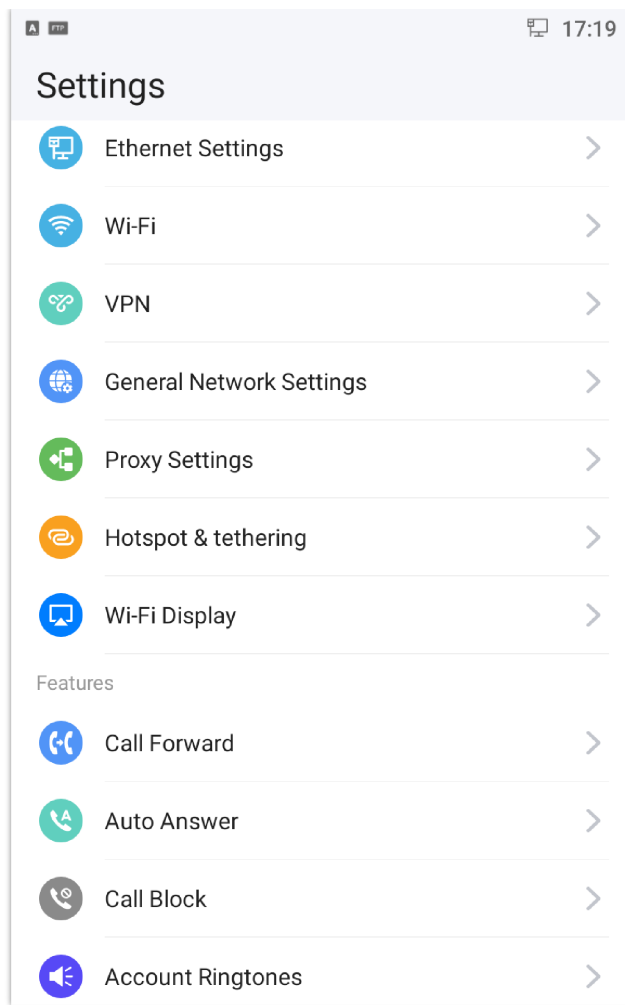 A FTP 17:19
Settings
Ethernet Settings
Wi-Fi
VPN
General Network Settings
Proxy Settings
Hotspot & tethering
Wi-Fi Display
Features
Call Forward
Auto Answer
Call Block
Account Ringtones